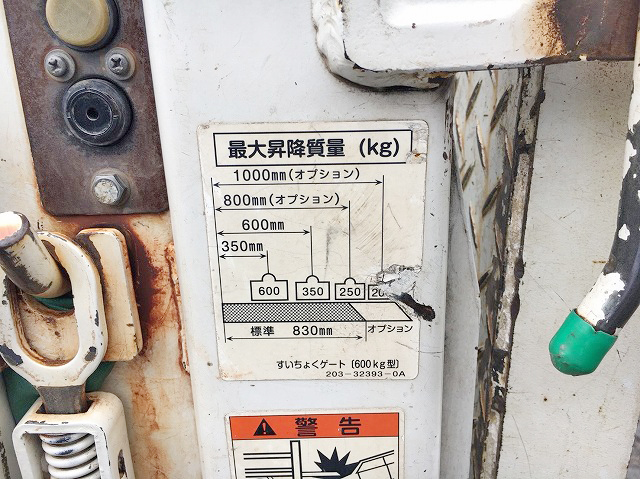 最大昇降質量 (kg)
1000mm(オプション)
800mm(オプション)
600mm
350mm
600 350 250
標準 830mm オプション
すいちょくゲート〔600kg型〕
203-32393-0A
警告